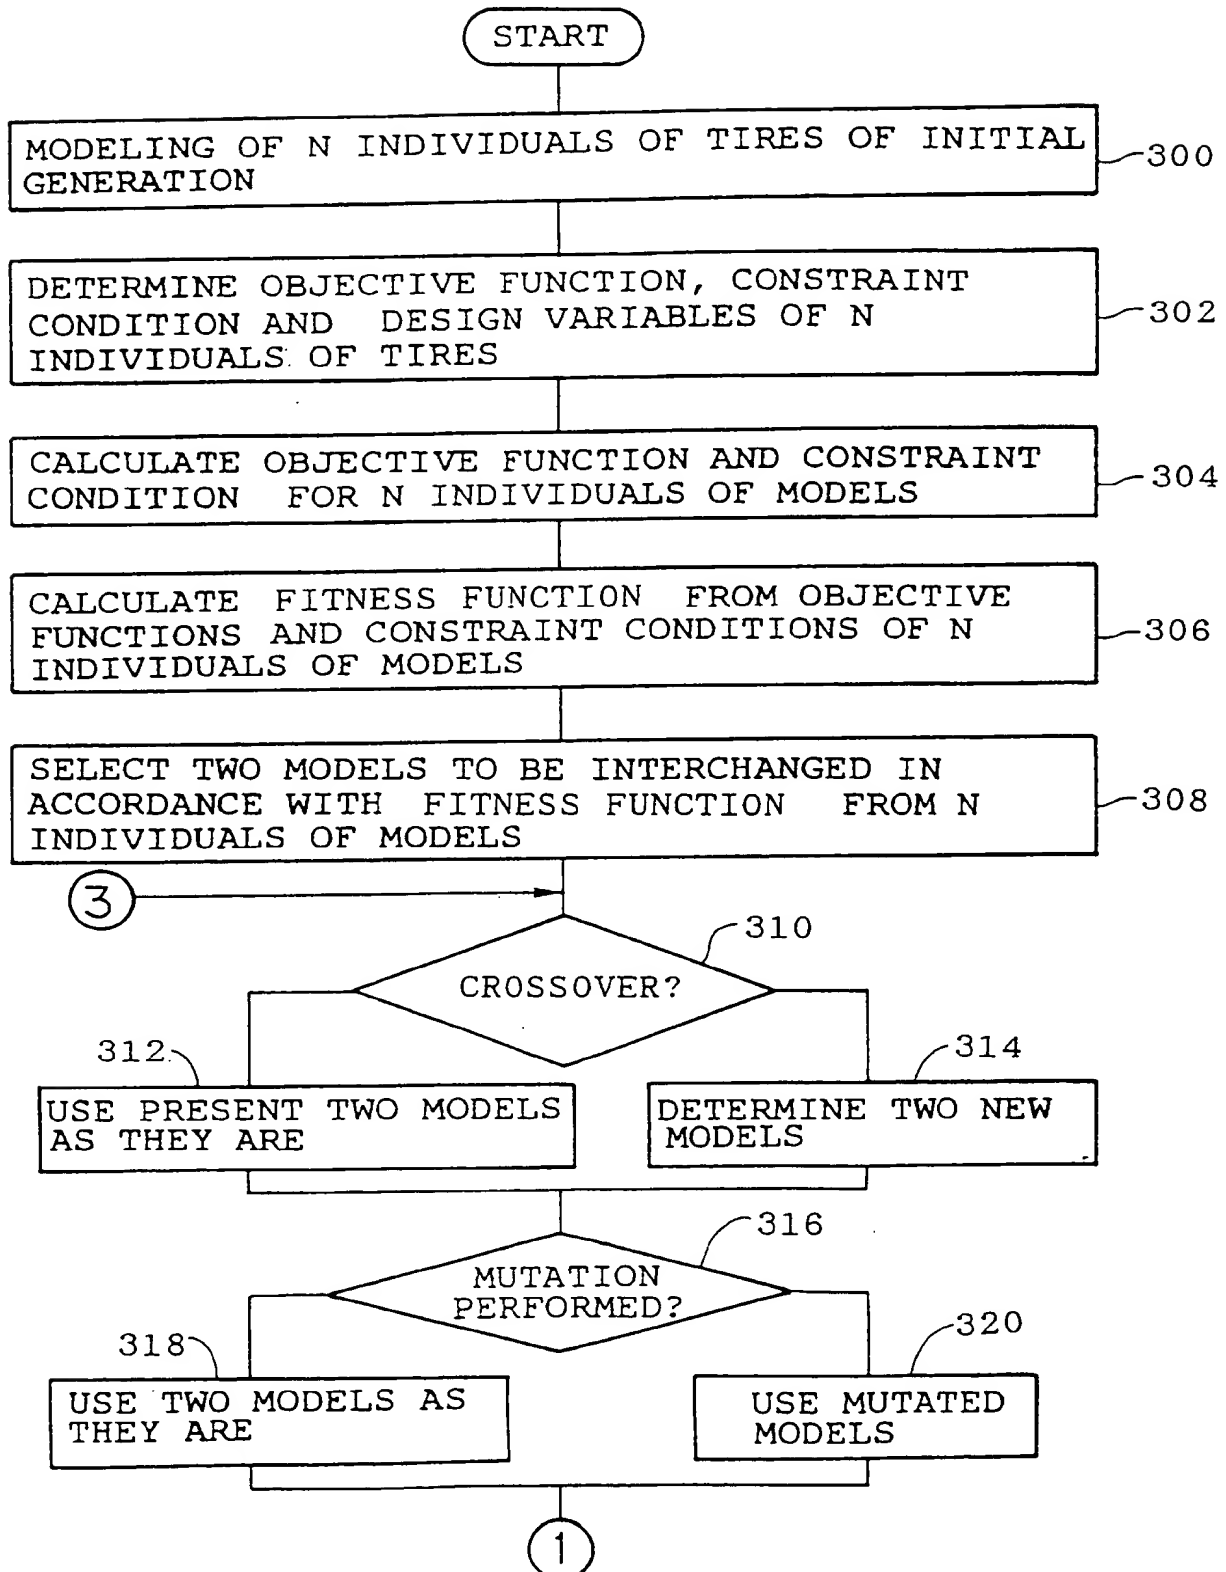 START
MODELING OF N INDIVIDUALS OF TIRES OF INITIAL
GENERATION
300
DETERMINE OBJECTIVE FUNCTION, CONSTRAINT
CONDITION AND DESIGN VARIABLES OF N
INDIVIDUALS OF TIRES
302
CALCULATE OBJECTIVE FUNCTION AND CONSTRAINT
CONDITION FOR N INDIVIDUALS OF MODELS
304
CALCULATE FITNESS FUNCTION FROM OBJECTIVE
FUNCTIONS AND CONSTRAINT CONDITIONS OF N
INDIVIDUALS OF MODELS
306
SELECT TWO MODELS TO BE INTERCHANGED IN
ACCORDANCE WITH FITNESS FUNCTION FROM N
INDIVIDUALS OF MODELS
308
3
310
CROSSOVER?
312
USE PRESENT TWO MODELS
AS THEY ARE
314
DETERMINE TWO NEW
MODELS
316
MUTATION
PERFORMED?
318
USE TWO MODELS AS
THEY ARE
320
USE MUTATED
MODELS
1